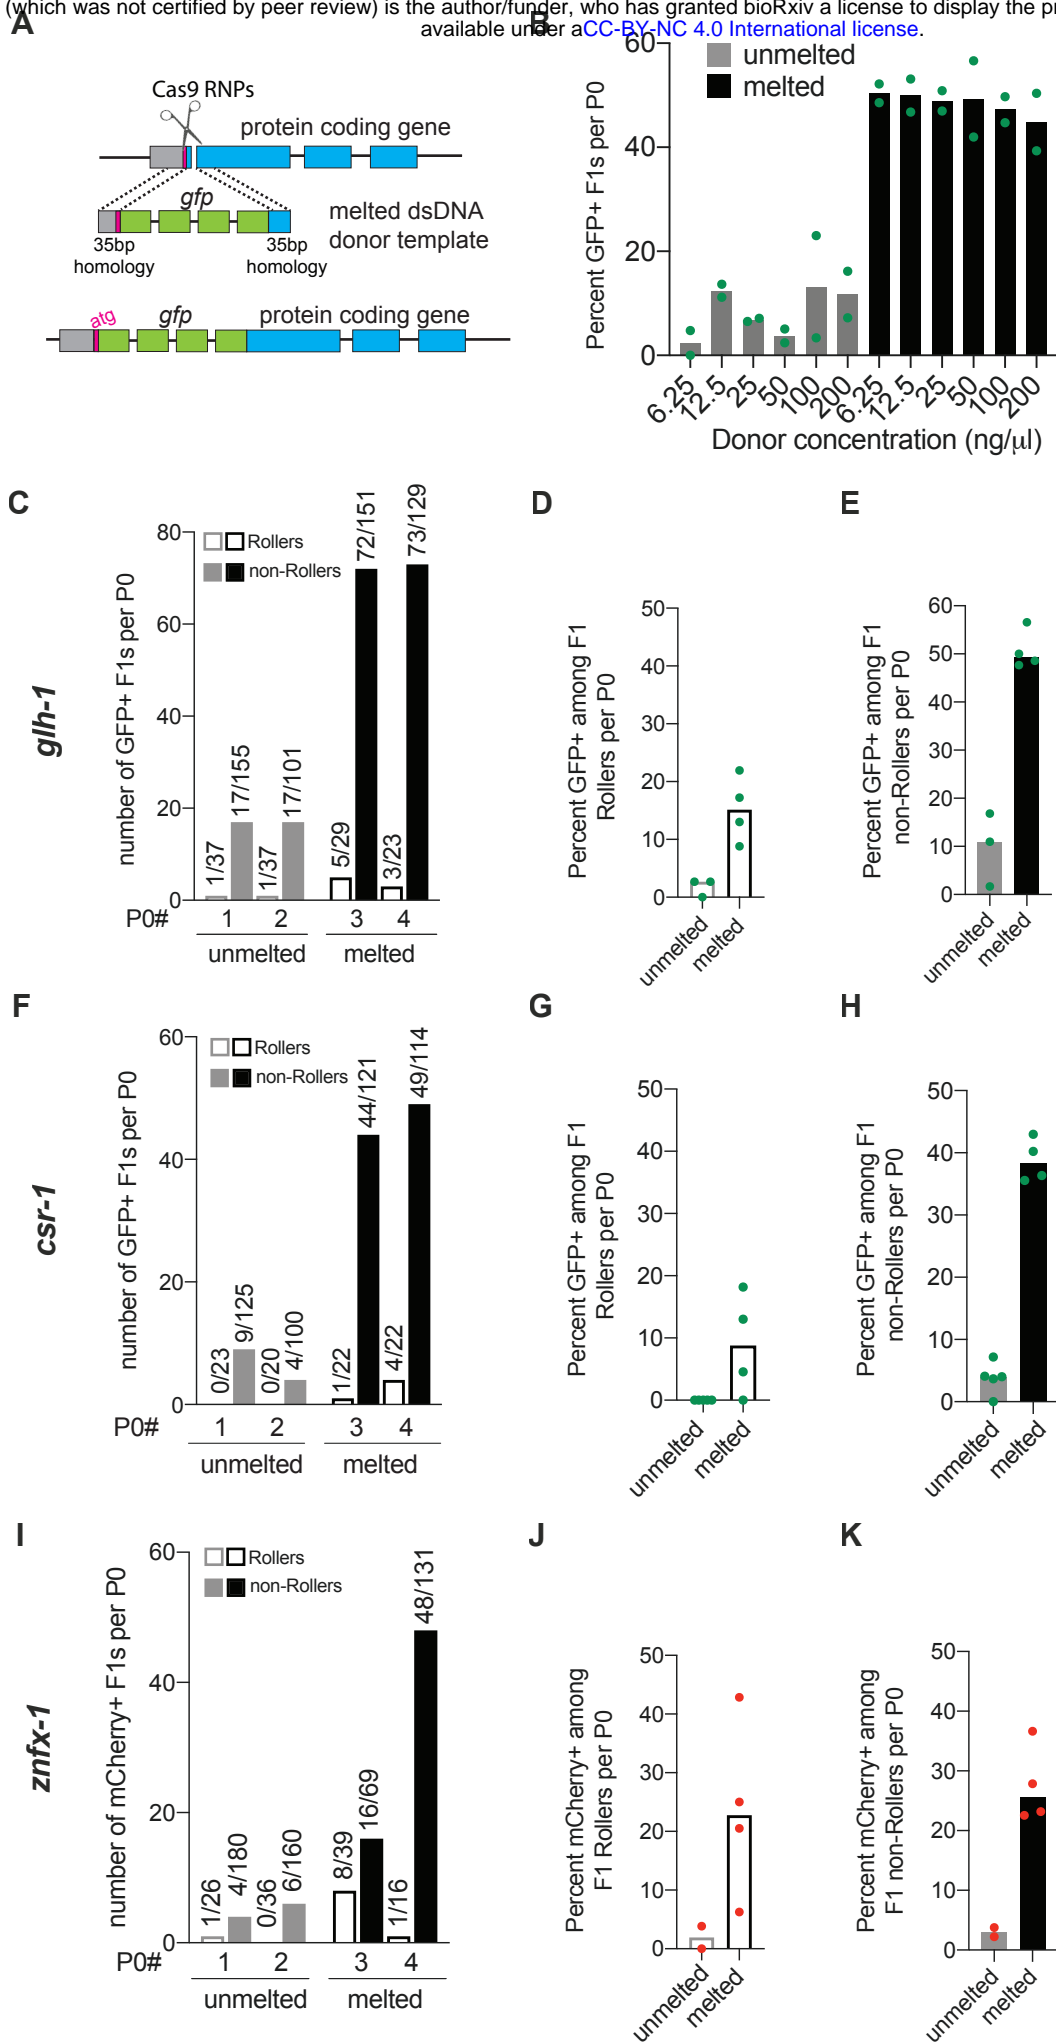 (which was not certified by peer review) is the author/funder, who has granted bioRxiv a license to display the pr
available under aCC-BY-NC 4.0 International license.
A
Cas9 RNPs
protein coding gene
gfp
melted dsDNA
donor template
35bp
homology
35bp
homology
atg
gfp
protein coding gene
B
unmelted
melted
Percent GFP+ F1s per P0
60
40
20
0
6.25
12.5
25
50
100
200
6.25
12.5
25
50
100
200
Donor concentration (ng/μl)
glh-1
C
number of GFP+ F1s per P0
80
60
40
20
0
Rollers
non-Rollers
1/37
17/155
1/37
17/101
5/29
72/151
3/23
73/129
P0#
1
2
3
4
unmelted
melted
D
Percent GFP+ among F1
Rollers per P0
50
40
30
20
10
0
unmelted
melted
E
Percent GFP+ among F1
non-Rollers per P0
60
50
40
30
20
10
0
unmelted
melted
csr-1
F
number of GFP+ F1s per P0
60
40
20
0
Rollers
non-Rollers
0/23
9/125
0/20
4/100
1/22
44/121
4/22
49/114
P0#
1
2
3
4
unmelted
melted
G
Percent GFP+ among F1
Rollers per P0
50
40
30
20
10
0
unmelted
melted
H
Percent GFP+ among F1
non-Rollers per P0
50
40
30
20
10
0
unmelted
melted
znfx-1
I
number of mCherry+ F1s per P0
60
40
20
0
Rollers
non-Rollers
1/26
4/180
0/36
6/160
8/39
16/69
1/16
48/131
P0#
1
2
3
4
unmelted
melted
J
Percent mCherry+ among
F1 Rollers per P0
50
40
30
20
10
0
unmelted
melted
K
Percent mCherry+ among
F1 non-Rollers per P0
50
40
30
20
10
0
unmelted
melted